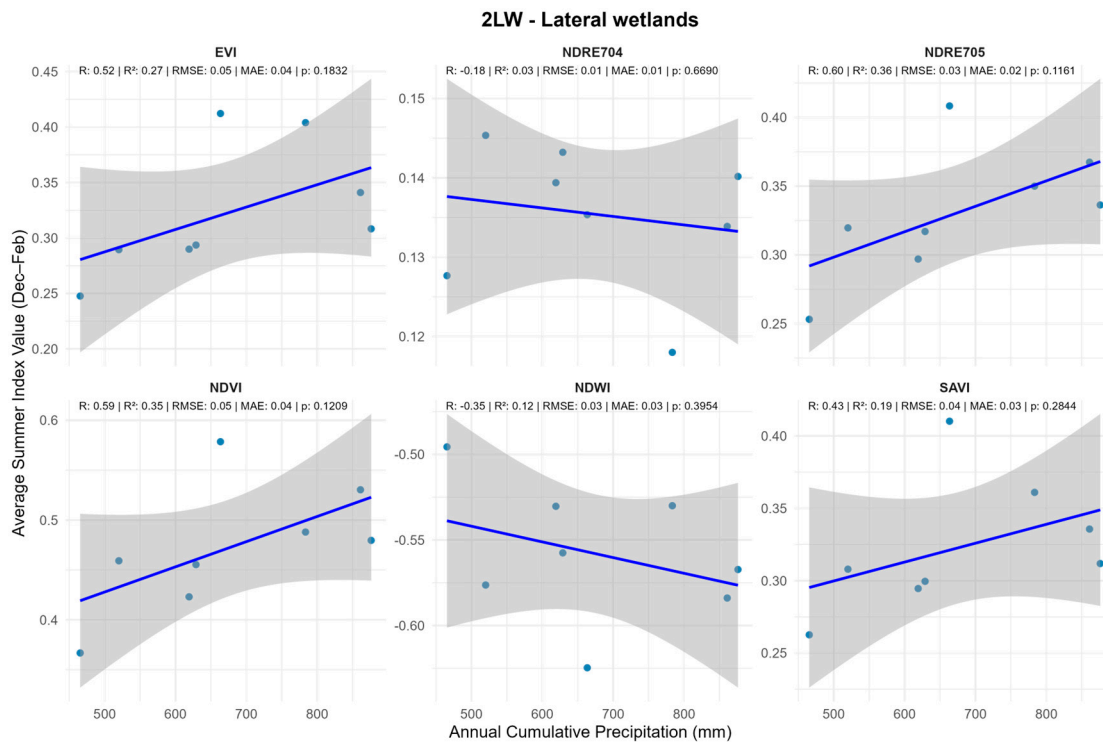 2LW - Lateral wetlands
EVI
NDRE704
NDRE705
R: 0.52 | R²: 0.27 | RMSE: 0.05 | MAE: 0.04 | p: 0.1832
R: -0.18 | R²: 0.03 | RMSE: 0.01 | MAE: 0.01 | p: 0.6690
R: 0.60 | R²: 0.36 | RMSE: 0.03 | MAE: 0.02 | p: 0.1161
0.45
0.40
0.35
0.30
0.25
0.20
0.15
0.14
0.13
0.12
0.40
0.35
0.30
0.25
NDVI
NDWI
SAVI
R: 0.59 | R²: 0.35 | RMSE: 0.05 | MAE: 0.04 | p: 0.1209
R: -0.35 | R²: 0.12 | RMSE: 0.03 | MAE: 0.03 | p: 0.3954
R: 0.43 | R²: 0.19 | RMSE: 0.04 | MAE: 0.03 | p: 0.2844
0.6
0.5
0.4
-0.50
-0.55
-0.60
0.40
0.35
0.30
0.25
500 600 700 800
500 600 700 800
500 600 700 800
Annual Cumulative Precipitation (mm)
Average Summer Index Value (Dec–Feb)